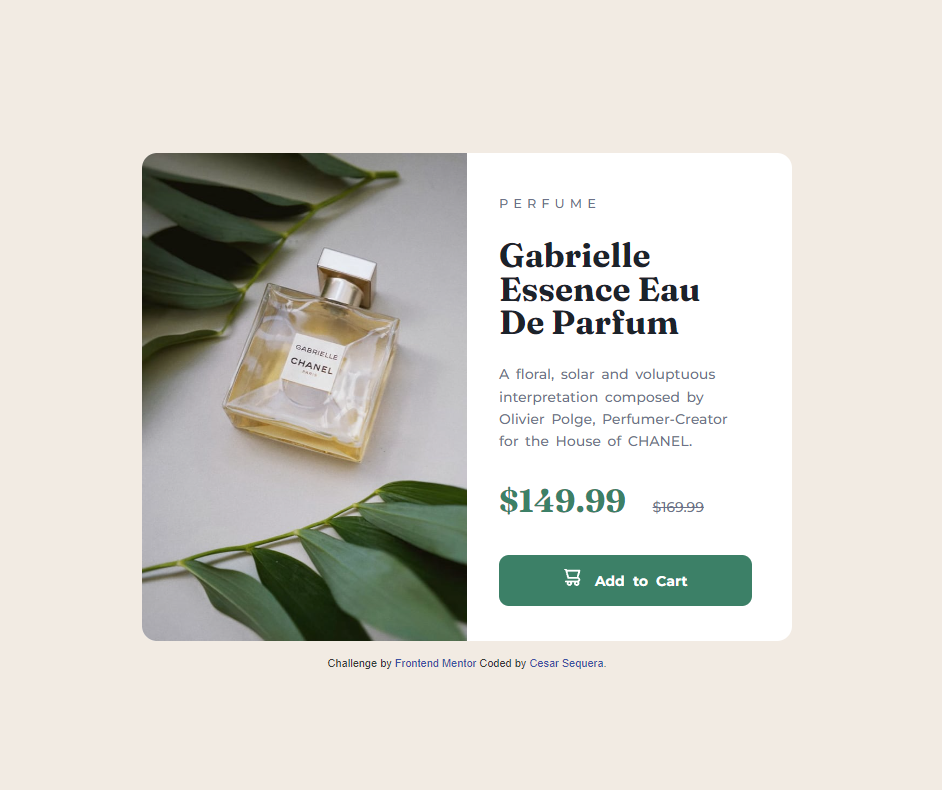 GABRIELLE
CHANEL
PARIS
PERFUME
Gabrielle
Essence Eau
De Parfum
A floral, solar and voluptuous
interpretation composed by
Olivier Polge, Perfumer-Creator
for the House of CHANEL.
$149.99 $169.99
Add to Cart
Challenge by Frontend Mentor Coded by Cesar Sequera.